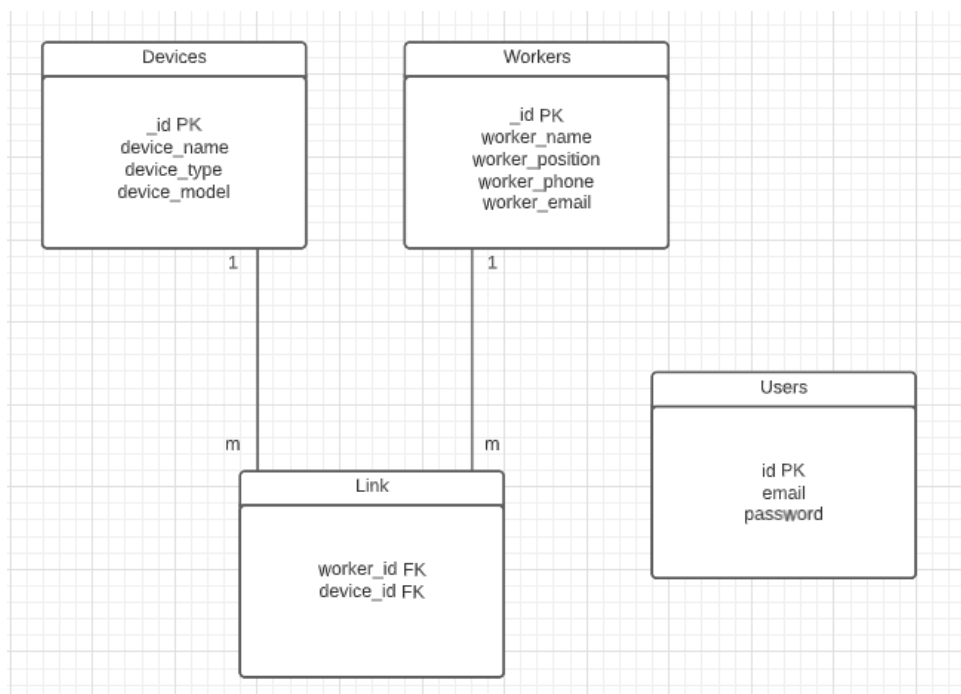 Devices
_id PK
device_name
device_type
device_model
Workers
_id PK
worker_name
worker_position
worker_phone
worker_email
1
1
m
m
Users
id PK
email
password
Link
worker_id FK
device_id FK